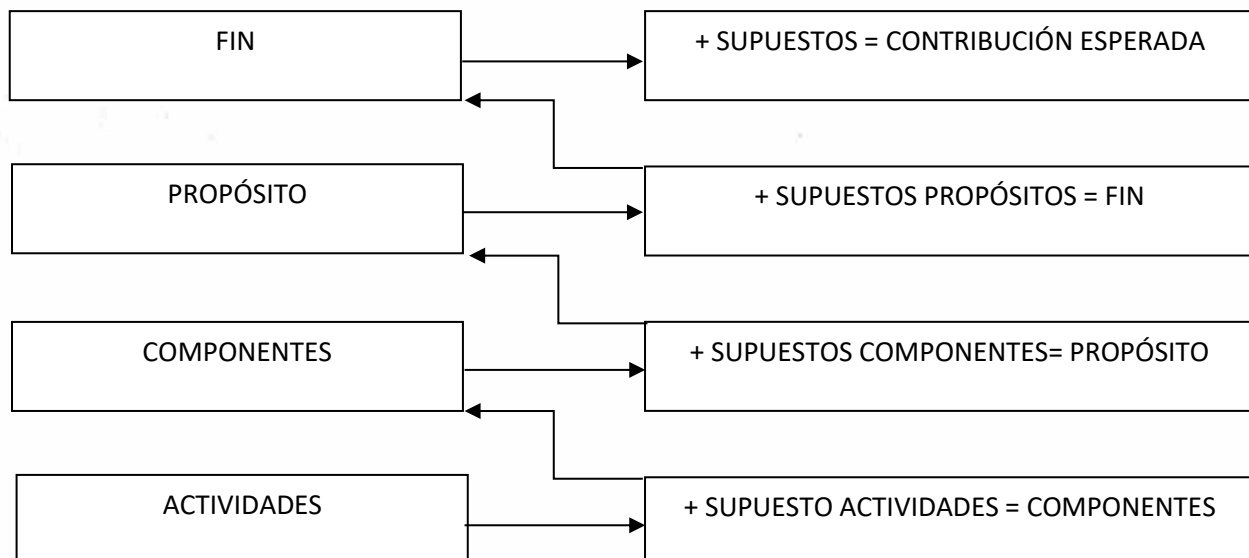 FIN
+ SUPUESTOS = CONTRIBUCIÓN ESPERADA
PROPÓSITO
+ SUPUESTOS PROPÓSITOS = FIN
COMPONENTES
+ SUPUESTOS COMPONENTES= PROPÓSITO
ACTIVIDADES
+ SUPUESTO ACTIVIDADES = COMPONENTES